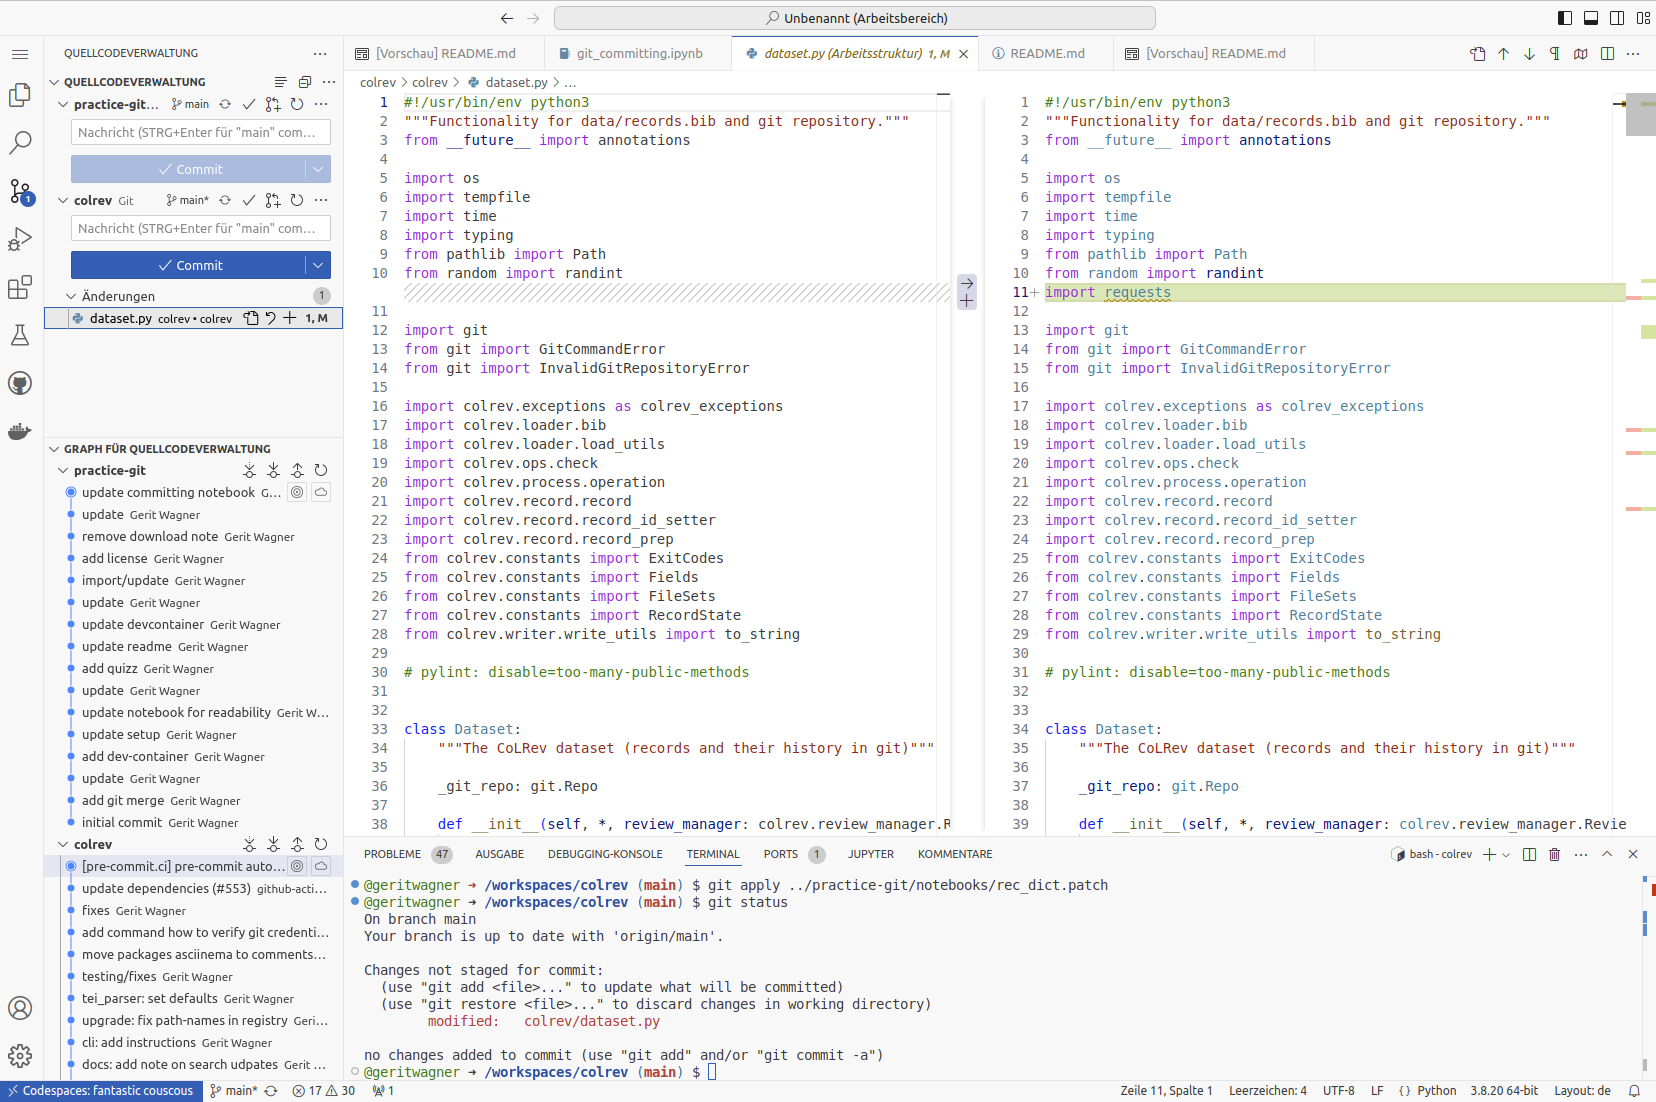 Unbenannt (Arbeitsbereich)
QUELLCODEVERWALTUNG
QUELLCODEVERWALTUNG
practice-git... main
Nachricht (STRG+Enter für "main" com...
Commit
colrev Git main*
Nachricht (STRG+Enter für "main" com...
Commit
Änderungen 1
dataset.py colrev • colrev 1, M
GRAPH FÜR QUELLCODEVERWALTUNG
practice-git
update committing notebook G...
update Gerit Wagner
remove download note Gerit Wagner
add license Gerit Wagner
import/update Gerit Wagner
update Gerit Wagner
update devcontainer Gerit Wagner
update readme Gerit Wagner
add quizz Gerit Wagner
update Gerit Wagner
update notebook for readability Gerit W...
update setup Gerit Wagner
add dev-container Gerit Wagner
update Gerit Wagner
add git merge Gerit Wagner
initial commit Gerit Wagner
colrev
[pre-commit.ci] pre-commit auto...
update dependencies (#553) github-acti...
fixes Gerit Wagner
add command how to verify git credenti...
move packages asciinema to comments...
testing/fixes Gerit Wagner
tei_parser: set defaults Gerit Wagner
upgrade: fix path-names in registry Geri...
cli: add instructions Gerit Wagner
docs: add note on search udpates Gerit ...
1
[Vorschau] README.md
git_committing.ipynb
dataset.py (Arbeitsstruktur) 1, M
README.md
[Vorschau] README.md
colrev > colrev > dataset.py > ...
1 #!/usr/bin/env python3
2 """Functionality for data/records.bib and git repository."""
3 from __future__ import annotations
4
5 import os
6 import tempfile
7 import time
8 import typing
9 from pathlib import Path
10 from random import randint
11
12 import git
13 from git import GitCommandError
14 from git import InvalidGitRepositoryError
15
16 import colrev.exceptions as colrev_exceptions
17 import colrev.loader.bib
18 import colrev.loader.load_utils
19 import colrev.ops.check
20 import colrev.process.operation
21 import colrev.record.record
22 import colrev.record.record_id_setter
23 import colrev.record.record_prep
24 from colrev.constants import ExitCodes
25 from colrev.constants import Fields
26 from colrev.constants import FileSets
27 from colrev.constants import RecordState
28 from colrev.writer.write_utils import to_string
29
30 # pylint: disable=too-many-public-methods
31
32
33 class Dataset:
34 """The CoLRev dataset (records and their history in git)"""
35
36 _git_repo: git.Repo
37
38 def __init__(self, *, review_manager: colrev.review_manager.R
1 #!/usr/bin/env python3
2 """Functionality for data/records.bib and git repository."""
3 from __future__ import annotations
4
5 import os
6 import tempfile
7 import time
8 import typing
9 from pathlib import Path
10 from random import randint
11+ import requests
12
13 import git
14 from git import GitCommandError
15 from git import InvalidGitRepositoryError
16
17 import colrev.exceptions as colrev_exceptions
18 import colrev.loader.bib
19 import colrev.loader.load_utils
20 import colrev.ops.check
21 import colrev.process.operation
22 import colrev.record.record
23 import colrev.record.record_id_setter
24 import colrev.record.record_prep
25 from colrev.constants import ExitCodes
26 from colrev.constants import Fields
27 from colrev.constants import FileSets
28 from colrev.constants import RecordState
29 from colrev.writer.write_utils import to_string
30
31 # pylint: disable=too-many-public-methods
32
33
34 class Dataset:
35 """The CoLRev dataset (records and their history in git)"""
36
37 _git_repo: git.Repo
38
39 def __init__(self, *, review_manager: colrev.review_manager.Revie
PROBLEME 47 AUSGABE DEBUGGING-KONSOLE TERMINAL PORTS 1 JUPYTER KOMMENTARE bash - colrev
@geritwagner → /workspaces/colrev (main) $ git apply ../practice-git/notebooks/rec_dict.patch
@geritwagner → /workspaces/colrev (main) $ git status
On branch main
Your branch is up to date with 'origin/main'.
Changes not staged for commit:
(use "git add <file>..." to update what will be committed)
(use "git restore <file>..." to discard changes in working directory)
modified: colrev/dataset.py
no changes added to commit (use "git add" and/or "git commit -a")
@geritwagner → /workspaces/colrev (main) $
Codespaces: fantastic couscous main* 17 30 1 Zeile 11, Spalte 1 Leerzeichen: 4 UTF-8 LF {} Python 3.8.20 64-bit Layout: de